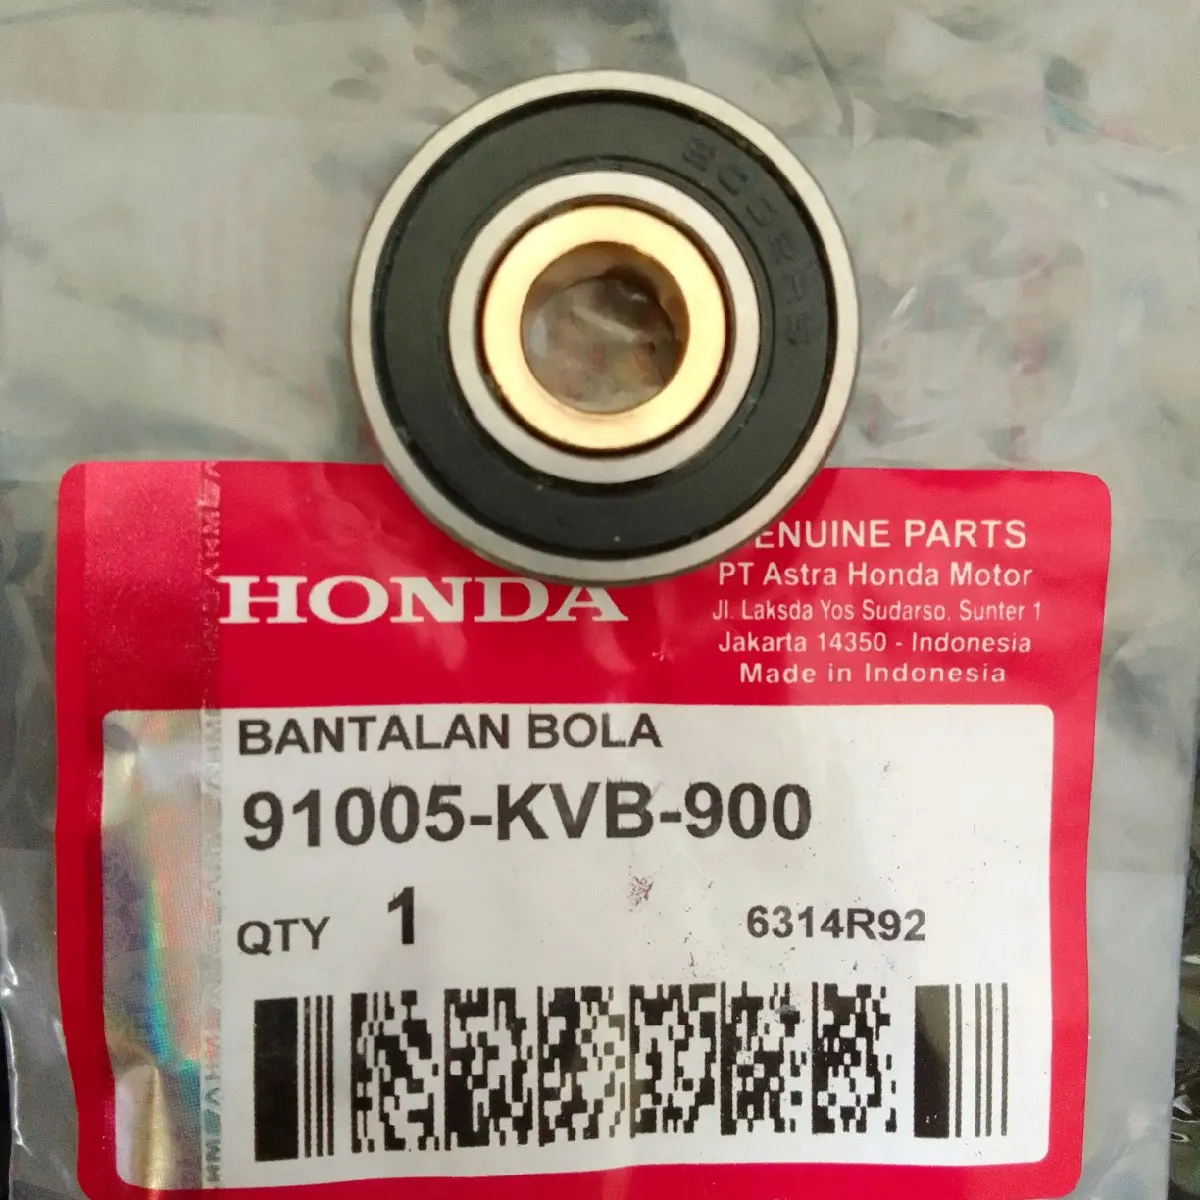 ENUINE PARTS
HONDA
PT Astra Honda Motor
Jl. Laksda Yos Sudarso, Sunter 1
Jakarta 14350 - Indonesia
Made in Indonesia
BANTALAN BOLA
91005-KVB-900
QTY 1
6314R92